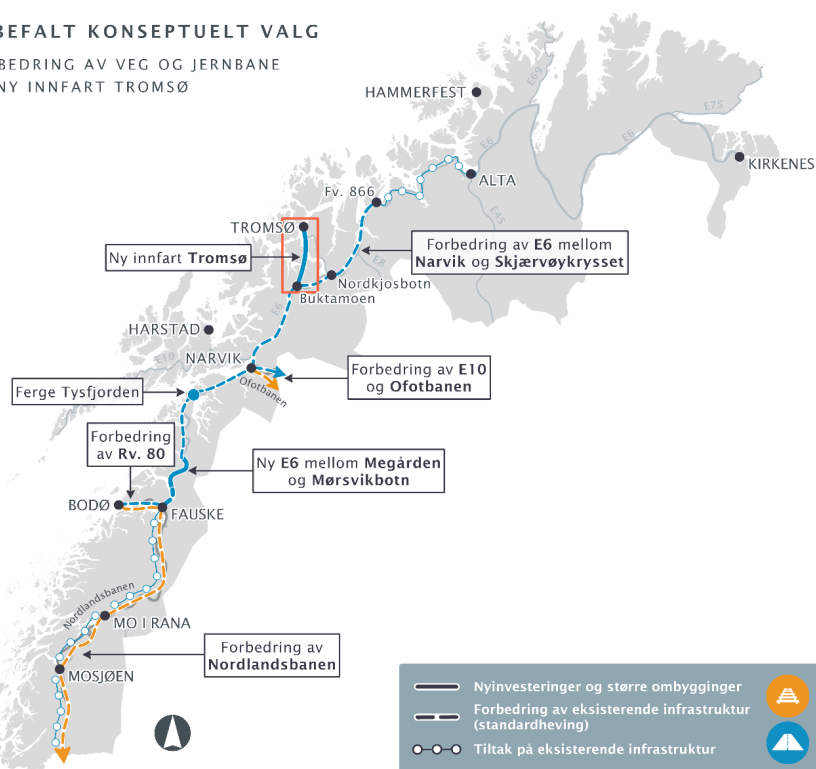 BEFALT KONSEPTUELT VALG
BEDRING AV VEG OG JERNBANE
NY INNFART TROMSØ
HAMMERFEST
E69
E75
E6
E6
KIRKENES
ALTA
Fv. 866
E45
TROMSØ
Forbedring av E6 mellom
Narvik og Skjærvøykrysset
Ny innfart Tromsø
E8
Nordkjosbotn
Buktamoen
E6
HARSTAD
E10
NARVIK
Forbedring av E10
og Ofotbanen
Ofotbanen
Ferge Tysfjorden
Forbedring
av Rv. 80
Ny E6 mellom Megården
og Mørsvikbotn
BODØ
FAUSKE
Nordlandsbanen
MO I RANA
Forbedring av
Nordlandsbanen
MOSJØEN
Nyinvesteringer og større ombygginger
Forbedring av eksisterende infrastruktur
(standardheving)
Tiltak på eksisterende infrastruktur